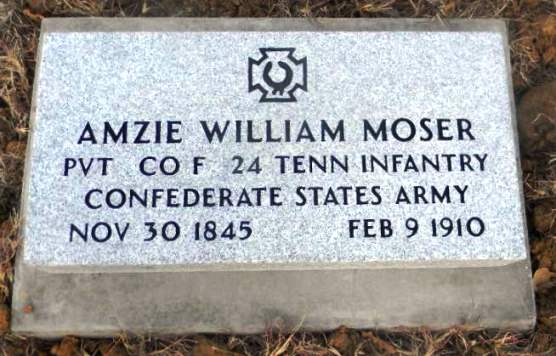 AMZIE WILLIAM MOSER
PVT CO F 24 TENN INFANTRY
CONFEDERATE STATES ARMY
NOV 30 1845 FEB 9 1910